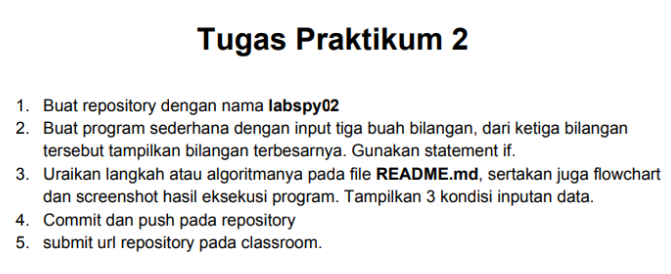 Tugas Praktikum 2
1. Buat repository dengan nama labspy02
2. Buat program sederhana dengan input tiga buah bilangan, dari ketiga bilangan
tersebut tampilkan bilangan terbesarnya. Gunakan statement if.
3. Uraikan langkah atau algoritmanya pada file README.md, sertakan juga flowchart
dan screenshot hasil eksekusi program. Tampilkan 3 kondisi inputan data.
4. Commit dan push pada repository
5. submit url repository pada classroom.